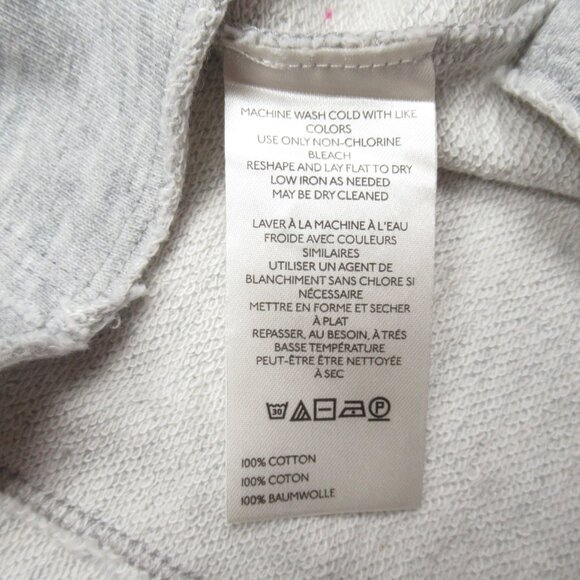 MACHINE WASH COLD WITH LIKE
COLORS
USE ONLY NON-CHLORINE
BLEACH
RESHAPE AND LAY FLAT TO DRY
LOW IRON AS NEEDED
MAY BE DRY CLEANED
LAVER À LA MACHINE À L'EAU
FROIDE AVEC COULEURS
SIMILAIRES
UTILISER UN AGENT DE
BLANCHIMENT SANS CHLORE SI
NÉCESSAIRE
METTRE EN FORME ET SECHER
À PLAT
REPASSER, AU BESOIN, À TRÉS
BASSE TEMPÉRATURE
PEUT-ÊTRE ÊTRE NETTOYÉE
À SEC
30 P
100% COTTON
100% COTON
100% BAUMWOLLE